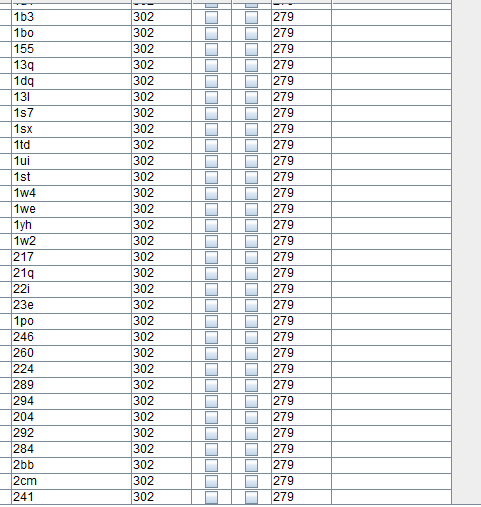 1b3 302 279
1bo 302 279
155 302 279
13q 302 279
1dq 302 279
13l 302 279
1s7 302 279
1sx 302 279
1td 302 279
1ui 302 279
1st 302 279
1w4 302 279
1we 302 279
1yh 302 279
1w2 302 279
217 302 279
21q 302 279
22i 302 279
23e 302 279
1po 302 279
246 302 279
260 302 279
224 302 279
289 302 279
294 302 279
204 302 279
292 302 279
284 302 279
2bb 302 279
2cm 302 279
241 302 279